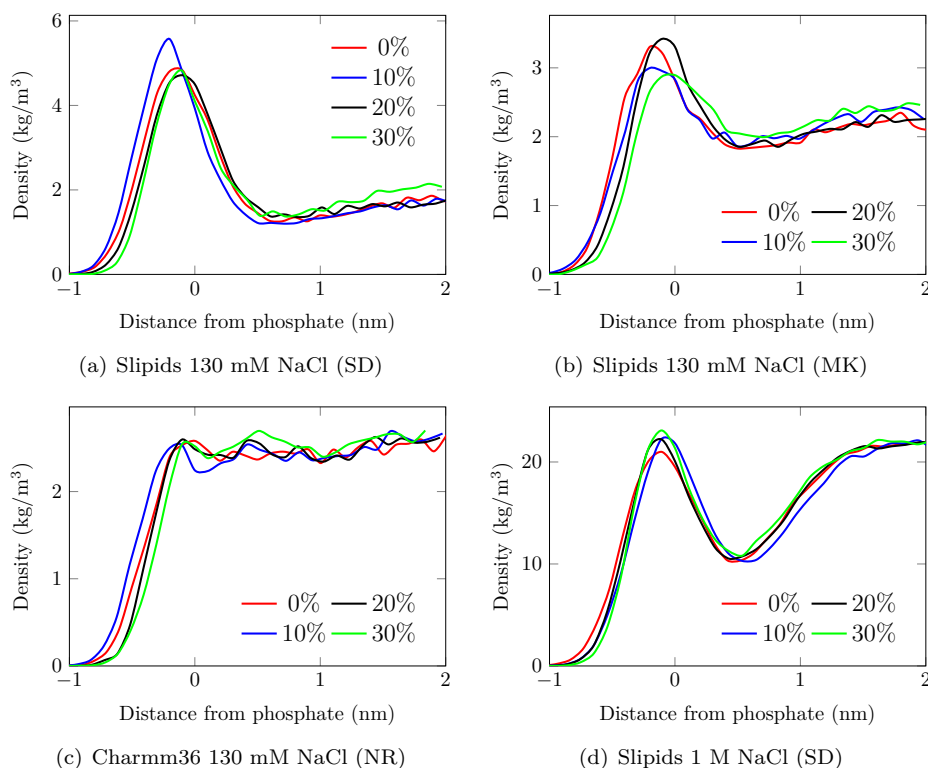 6
4
2
0
Density (kg/m³)
0%
10%
20%
30%
−1 0 1 2
Distance from phosphate (nm)
(a) Slipids 130 mM NaCl (SD)
3
2
1
0
Density (kg/m³)
0% 20%
10% 30%
−1 0 1 2
Distance from phosphate (nm)
(b) Slipids 130 mM NaCl (MK)
2
1
0
Density (kg/m³)
0% 20%
10% 30%
−1 0 1 2
Distance from phosphate (nm)
(c) Charmm36 130 mM NaCl (NR)
20
10
0
Density (kg/m³)
0% 20%
10% 30%
−1 0 1 2
Distance from phosphate (nm)
(d) Slipids 1 M NaCl (SD)